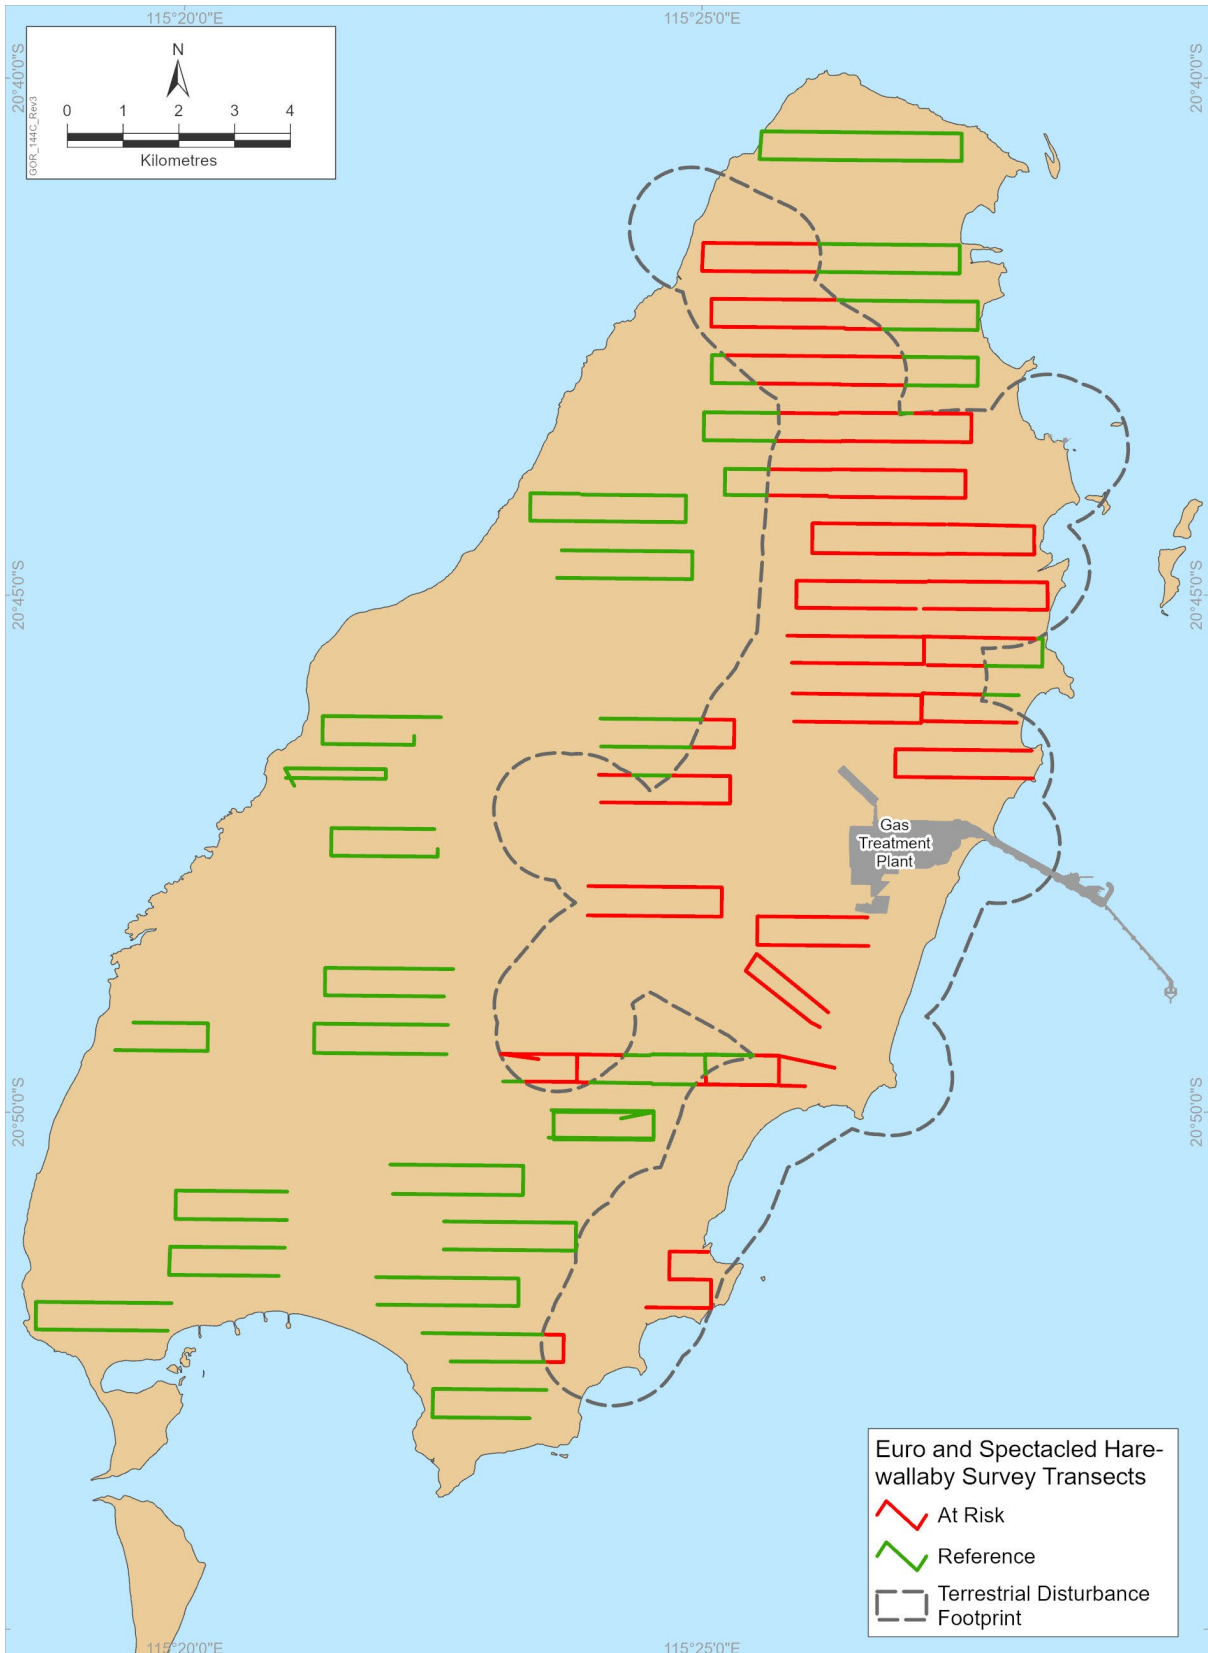 115°20'0"E
115°25'0"E
20°40'0"S
20°40'0"S
N
0 1 2 3 4
Kilometres
GOR_144C_Rev3
20°45'0"S
20°45'0"S
Gas
Treatment
Plant
20°50'0"S
20°50'0"S
Euro and Spectacled Hare-
wallaby Survey Transects
At Risk
Reference
Terrestrial Disturbance
Footprint
115°20'0"E
115°25'0"E